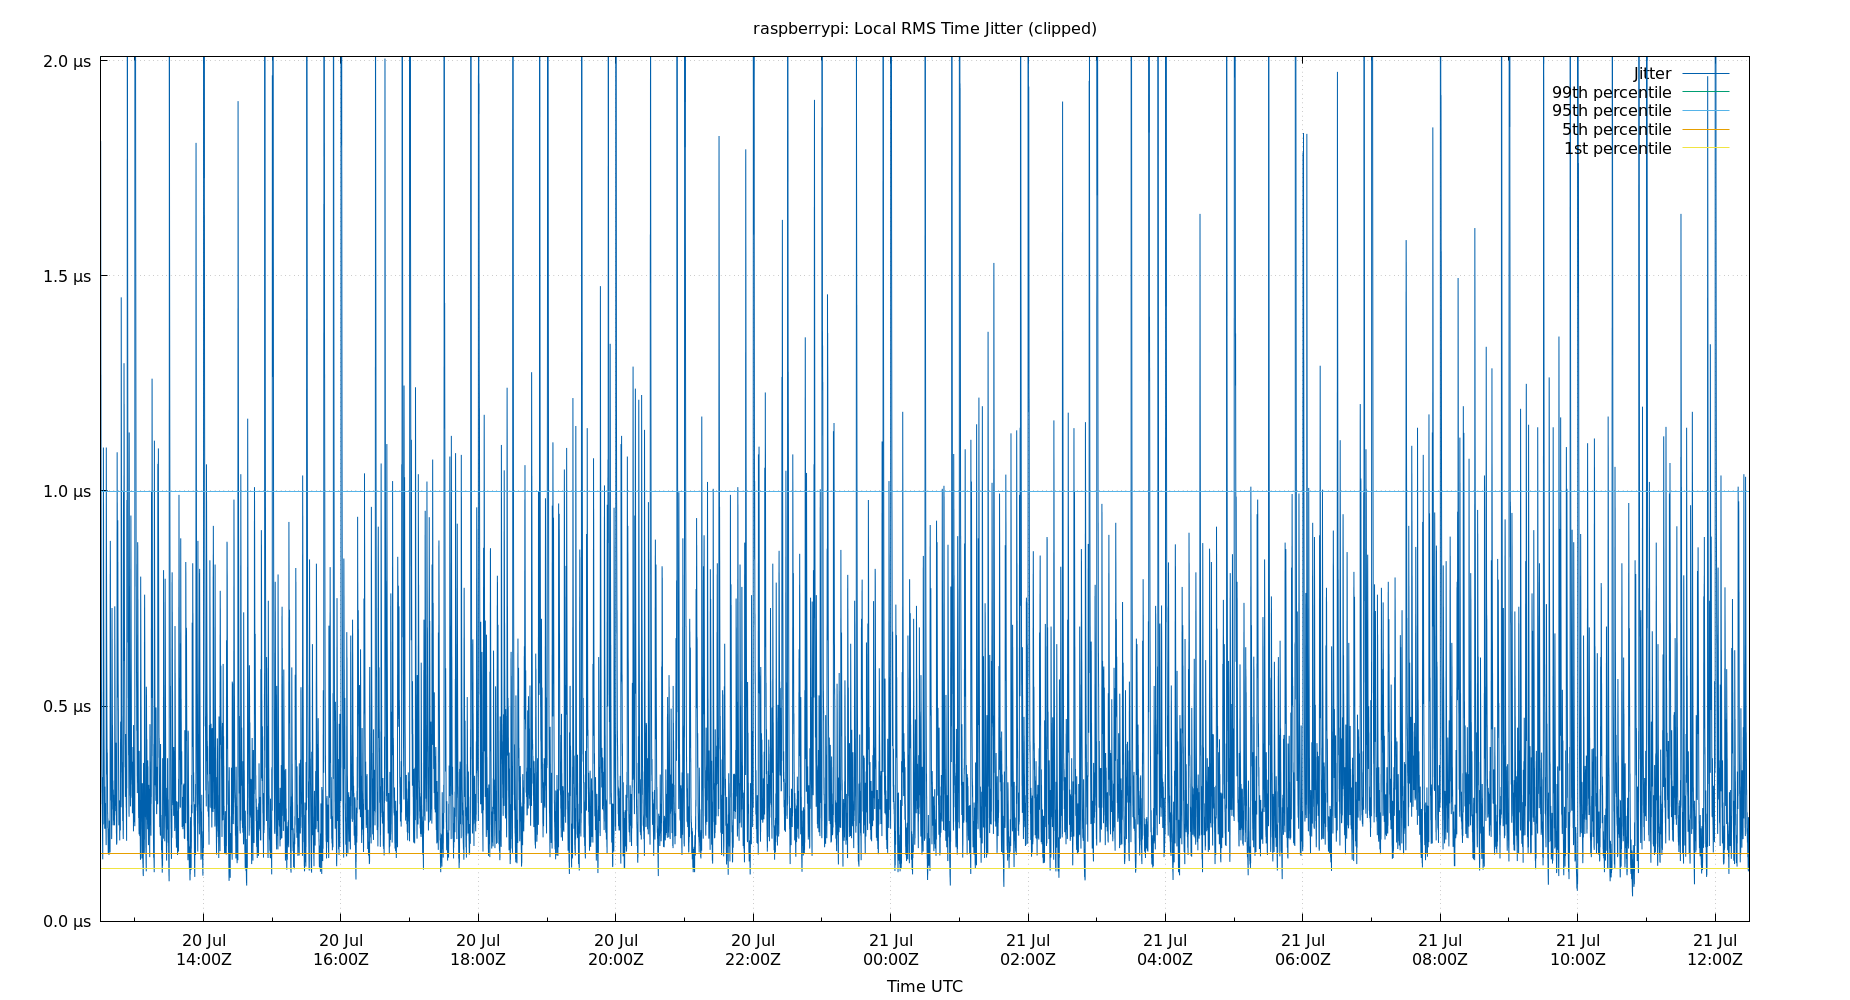 raspberrypi: Local RMS Time Jitter (clipped)
2.0 µs
1.5 µs
1.0 µs
0.5 µs
0.0 µs
Jitter
99th percentile
95th percentile
5th percentile
1st percentile
20 Jul 20 Jul 20 Jul 20 Jul 20 Jul 21 Jul 21 Jul 21 Jul 21 Jul 21 Jul 21 Jul 21 Jul
14:00Z 16:00Z 18:00Z 20:00Z 22:00Z 00:00Z 02:00Z 04:00Z 06:00Z 08:00Z 10:00Z 12:00Z
Time UTC